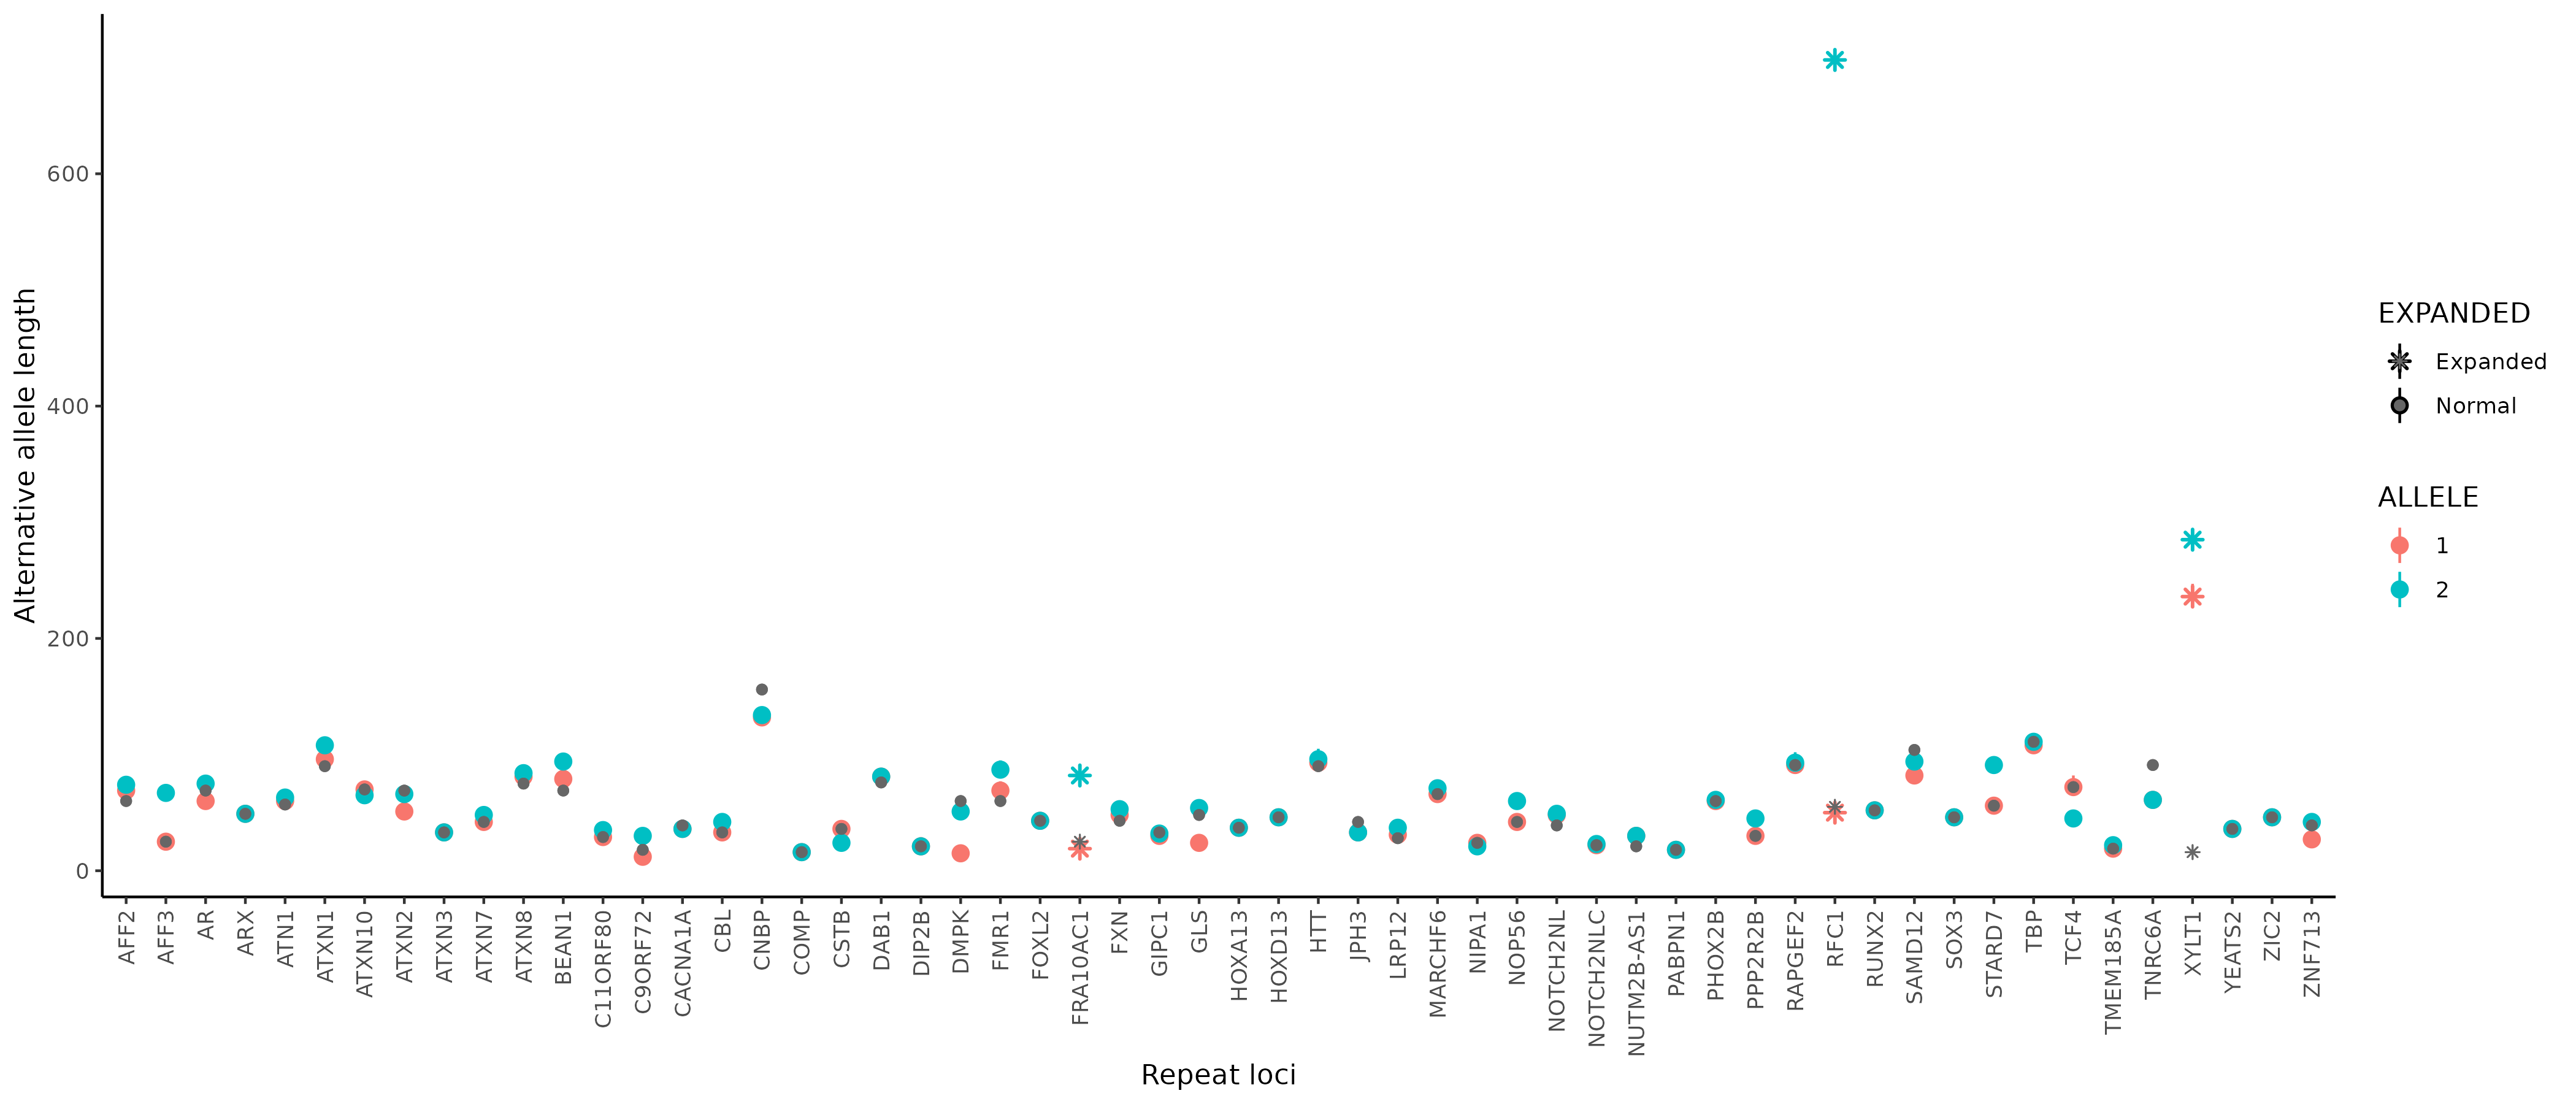 Alternative allele length
600
400
200
0
AFF2
AFF3
AR
ARX
ATN1
ATXN1
ATXN10
ATXN2
ATXN3
ATXN7
ATXN8
BEAN1
C11ORF80
C9ORF72
CACNA1A
CBL
CNBP
COMP
CSTB
DAB1
DIP2B
DMPK
FMR1
FOXL2
FRA10AC1
FXN
GIPC1
GLS
HOXA13
HOXD13
HTT
JPH3
LRP12
MARCHF6
NIPA1
NOP56
NOTCH2NL
NOTCH2NLC
NUTM2B-AS1
PABPN1
PHOX2B
PPP2R2B
RAPGEF2
RFC1
RUNX2
SAMD12
SOX3
STARD7
TBP
TCF4
TMEM185A
TNRC6A
XYLT1
YEATS2
ZIC2
ZNF713
Repeat loci
EXPANDED
Expanded
Normal
ALLELE
1
2